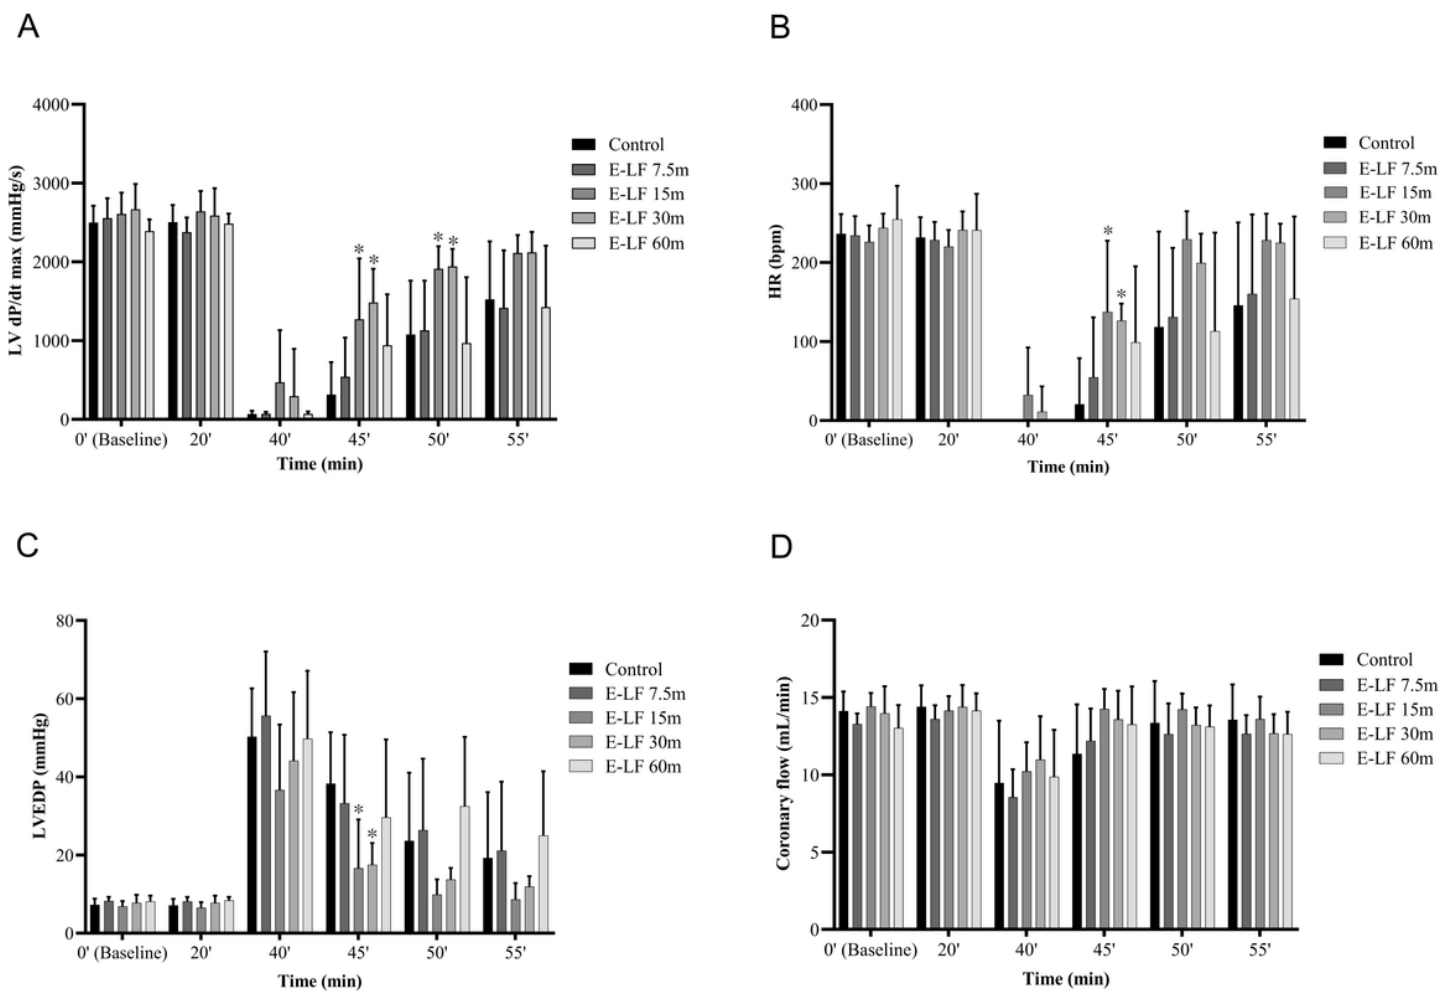 A
4000
3000
2000
1000
0
LV dP/dt max (mmHg/s)
* * * *
0' (Baseline) 20' 40' 45' 50' 55'
Time (min)
Control
E-LF 7.5m
E-LF 15m
E-LF 30m
E-LF 60m
B
400
300
200
100
0
HR (bpm)
* *
0' (Baseline) 20' 40' 45' 50' 55'
Time (min)
Control
E-LF 7.5m
E-LF 15m
E-LF 30m
E-LF 60m
C
80
60
40
20
0
LVEDP (mmHg)
* *
0' (Baseline) 20' 40' 45' 50' 55'
Time (min)
Control
E-LF 7.5m
E-LF 15m
E-LF 30m
E-LF 60m
D
20
15
10
5
0
Coronary flow (mL/min)
0' (Baseline) 20' 40' 45' 50' 55'
Time (min)
Control
E-LF 7.5m
E-LF 15m
E-LF 30m
E-LF 60m